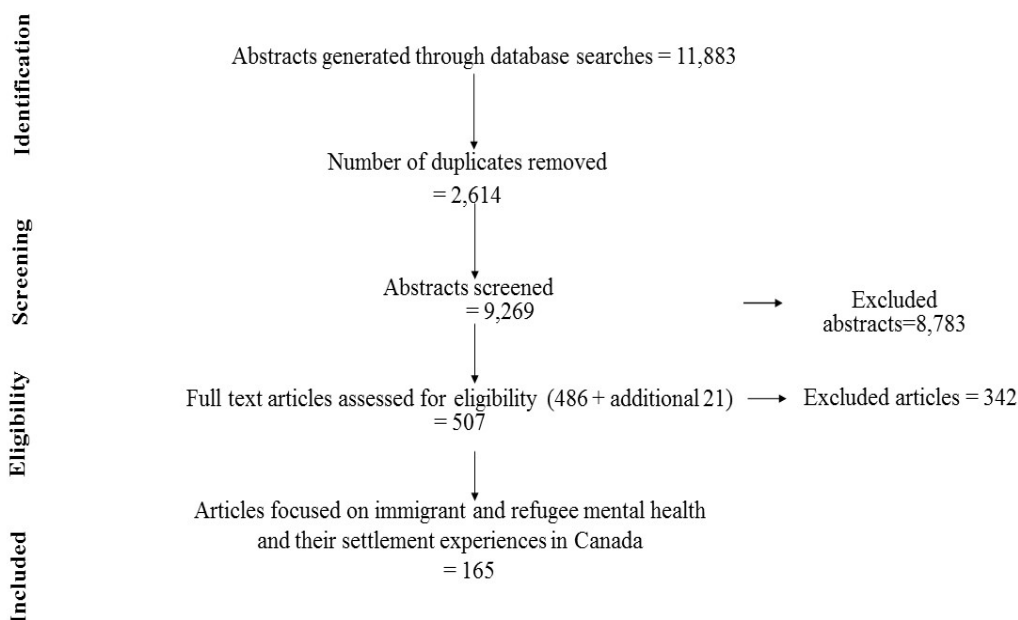 Identification
Abstracts generated through database searches = 11,883
Number of duplicates removed
= 2,614
Screening
Abstracts screened
= 9,269
Excluded
abstracts=8,783
Eligibility
Full text articles assessed for eligibility (486 + additional 21)
= 507
Excluded articles = 342
Included
Articles focused on immigrant and refugee mental health
and their settlement experiences in Canada
= 165